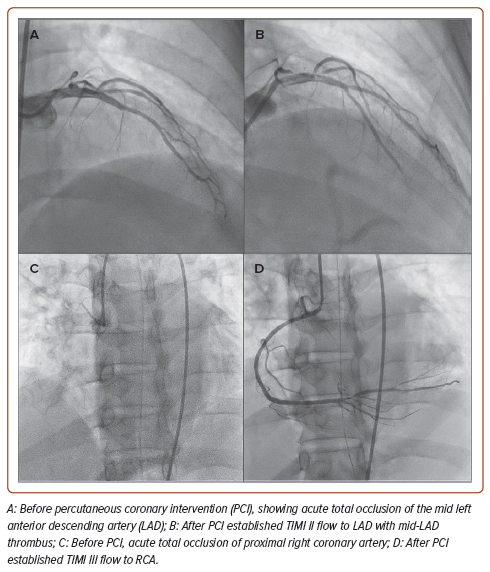 A
B
C
D
A: Before percutaneous coronary intervention (PCI), showing acute total occlusion of the mid left
anterior descending artery (LAD); B: After PCI established TIMI II flow to LAD with mid-LAD
thrombus; C: Before PCI, acute total occlusion of proximal right coronary artery; D: After PCI
established TIMI III flow to RCA.